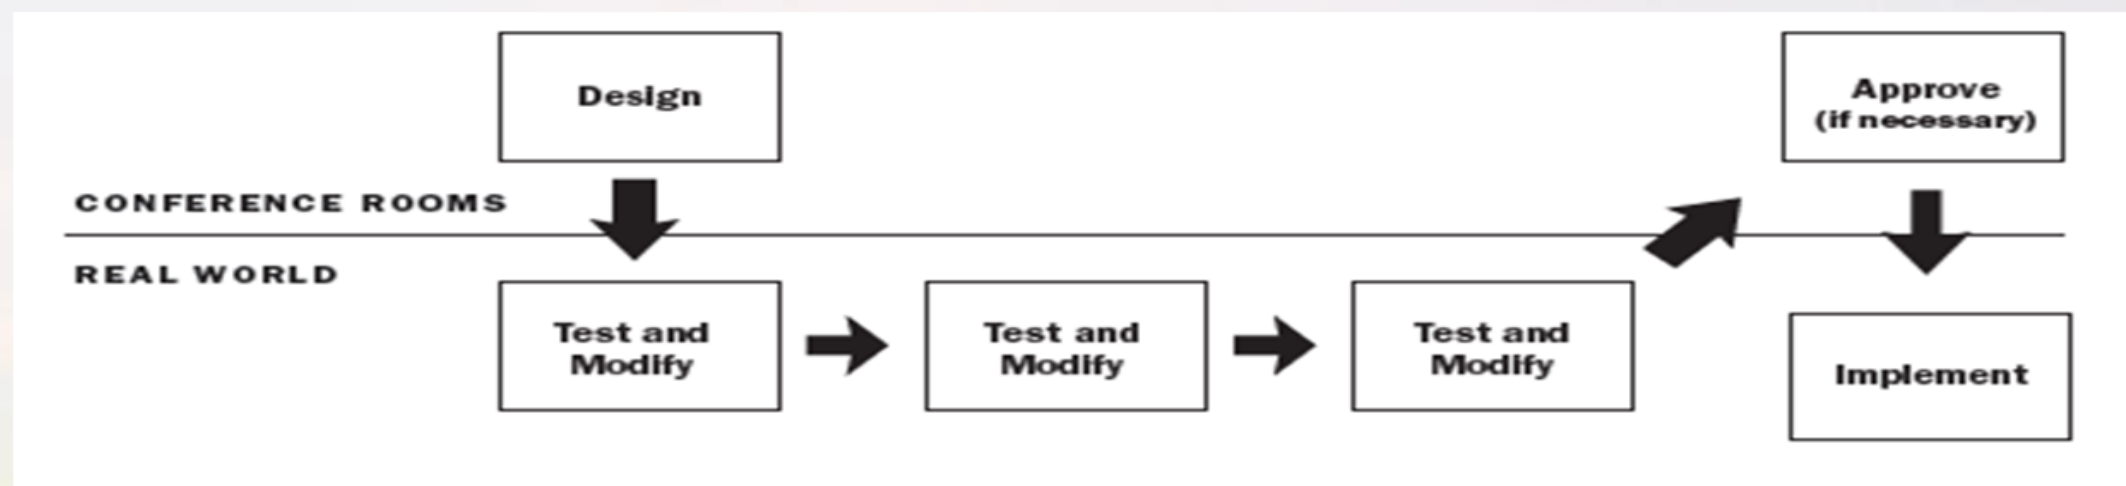 Design
Approve
(if necessary)
CONFERENCE ROOMS
REAL WORLD
Test and
Modify
Test and
Modify
Test and
Modify
Implement